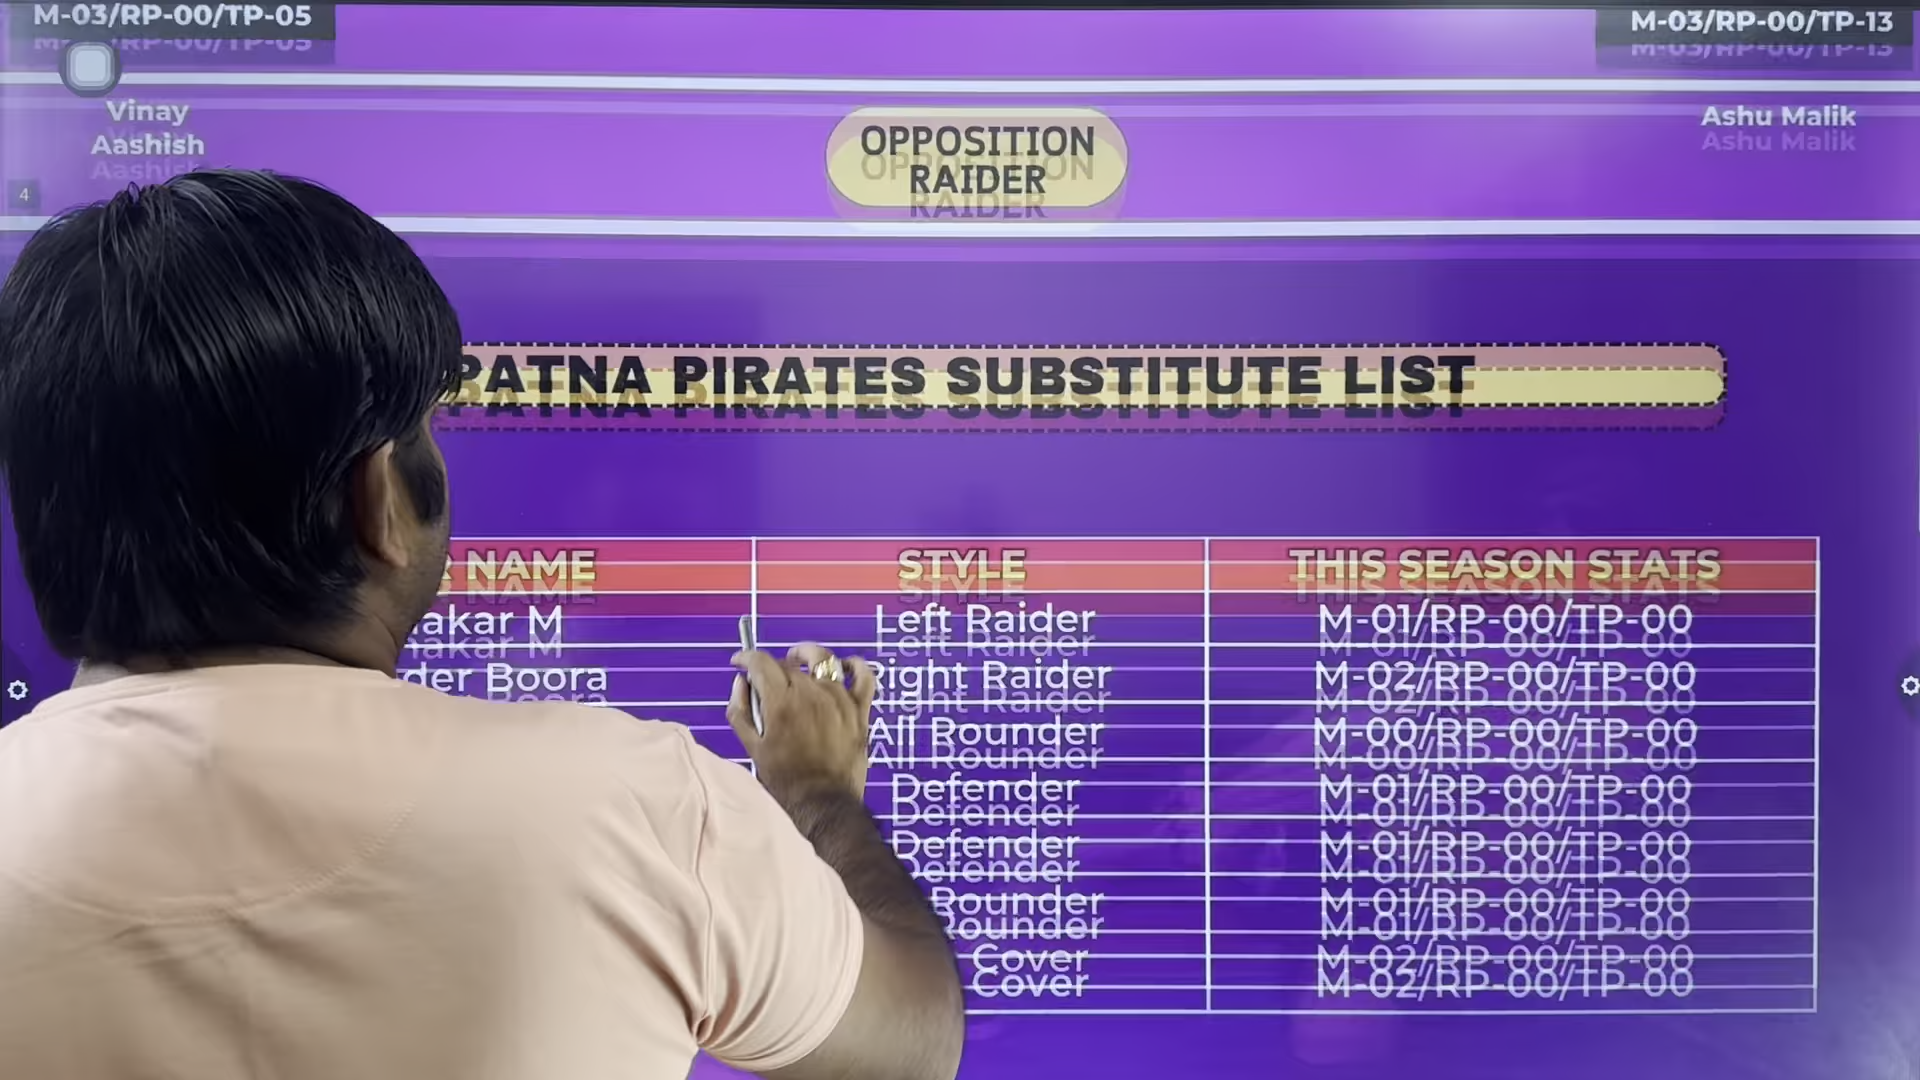 M-03/RP-00/TP-05
M-03/RP-00/TP-13
Vinay
Aashish
OPPOSITION
RAIDER
Ashu Malik
4
PATNA PIRATES SUBSTITUTE LIST
NAME STYLE THIS SEASON STATS
akar M Left Raider M-01/RP-00/TP-00
der Boora Right Raider M-02/RP-00/TP-00
All Rounder M-00/RP-00/TP-00
Defender M-01/RP-00/TP-00
Defender M-01/RP-00/TP-00
Rounder M-01/RP-00/TP-00
Cover M-02/RP-00/TP-00